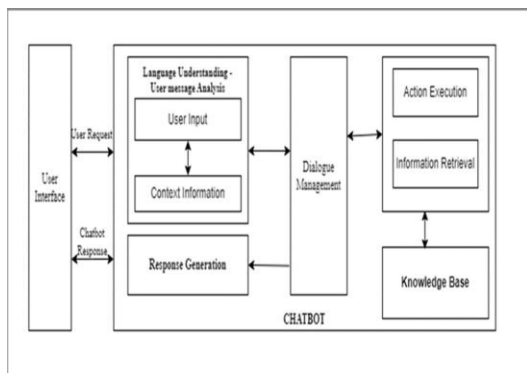 User
Interface
User Request
Chatbot
Response
Language Understanding -
User message Analysis
User Input
Context Information
Response Generation
Dialogue
Management
Action Execution
Information Retrieval
Knowledge Base
CHATBOT